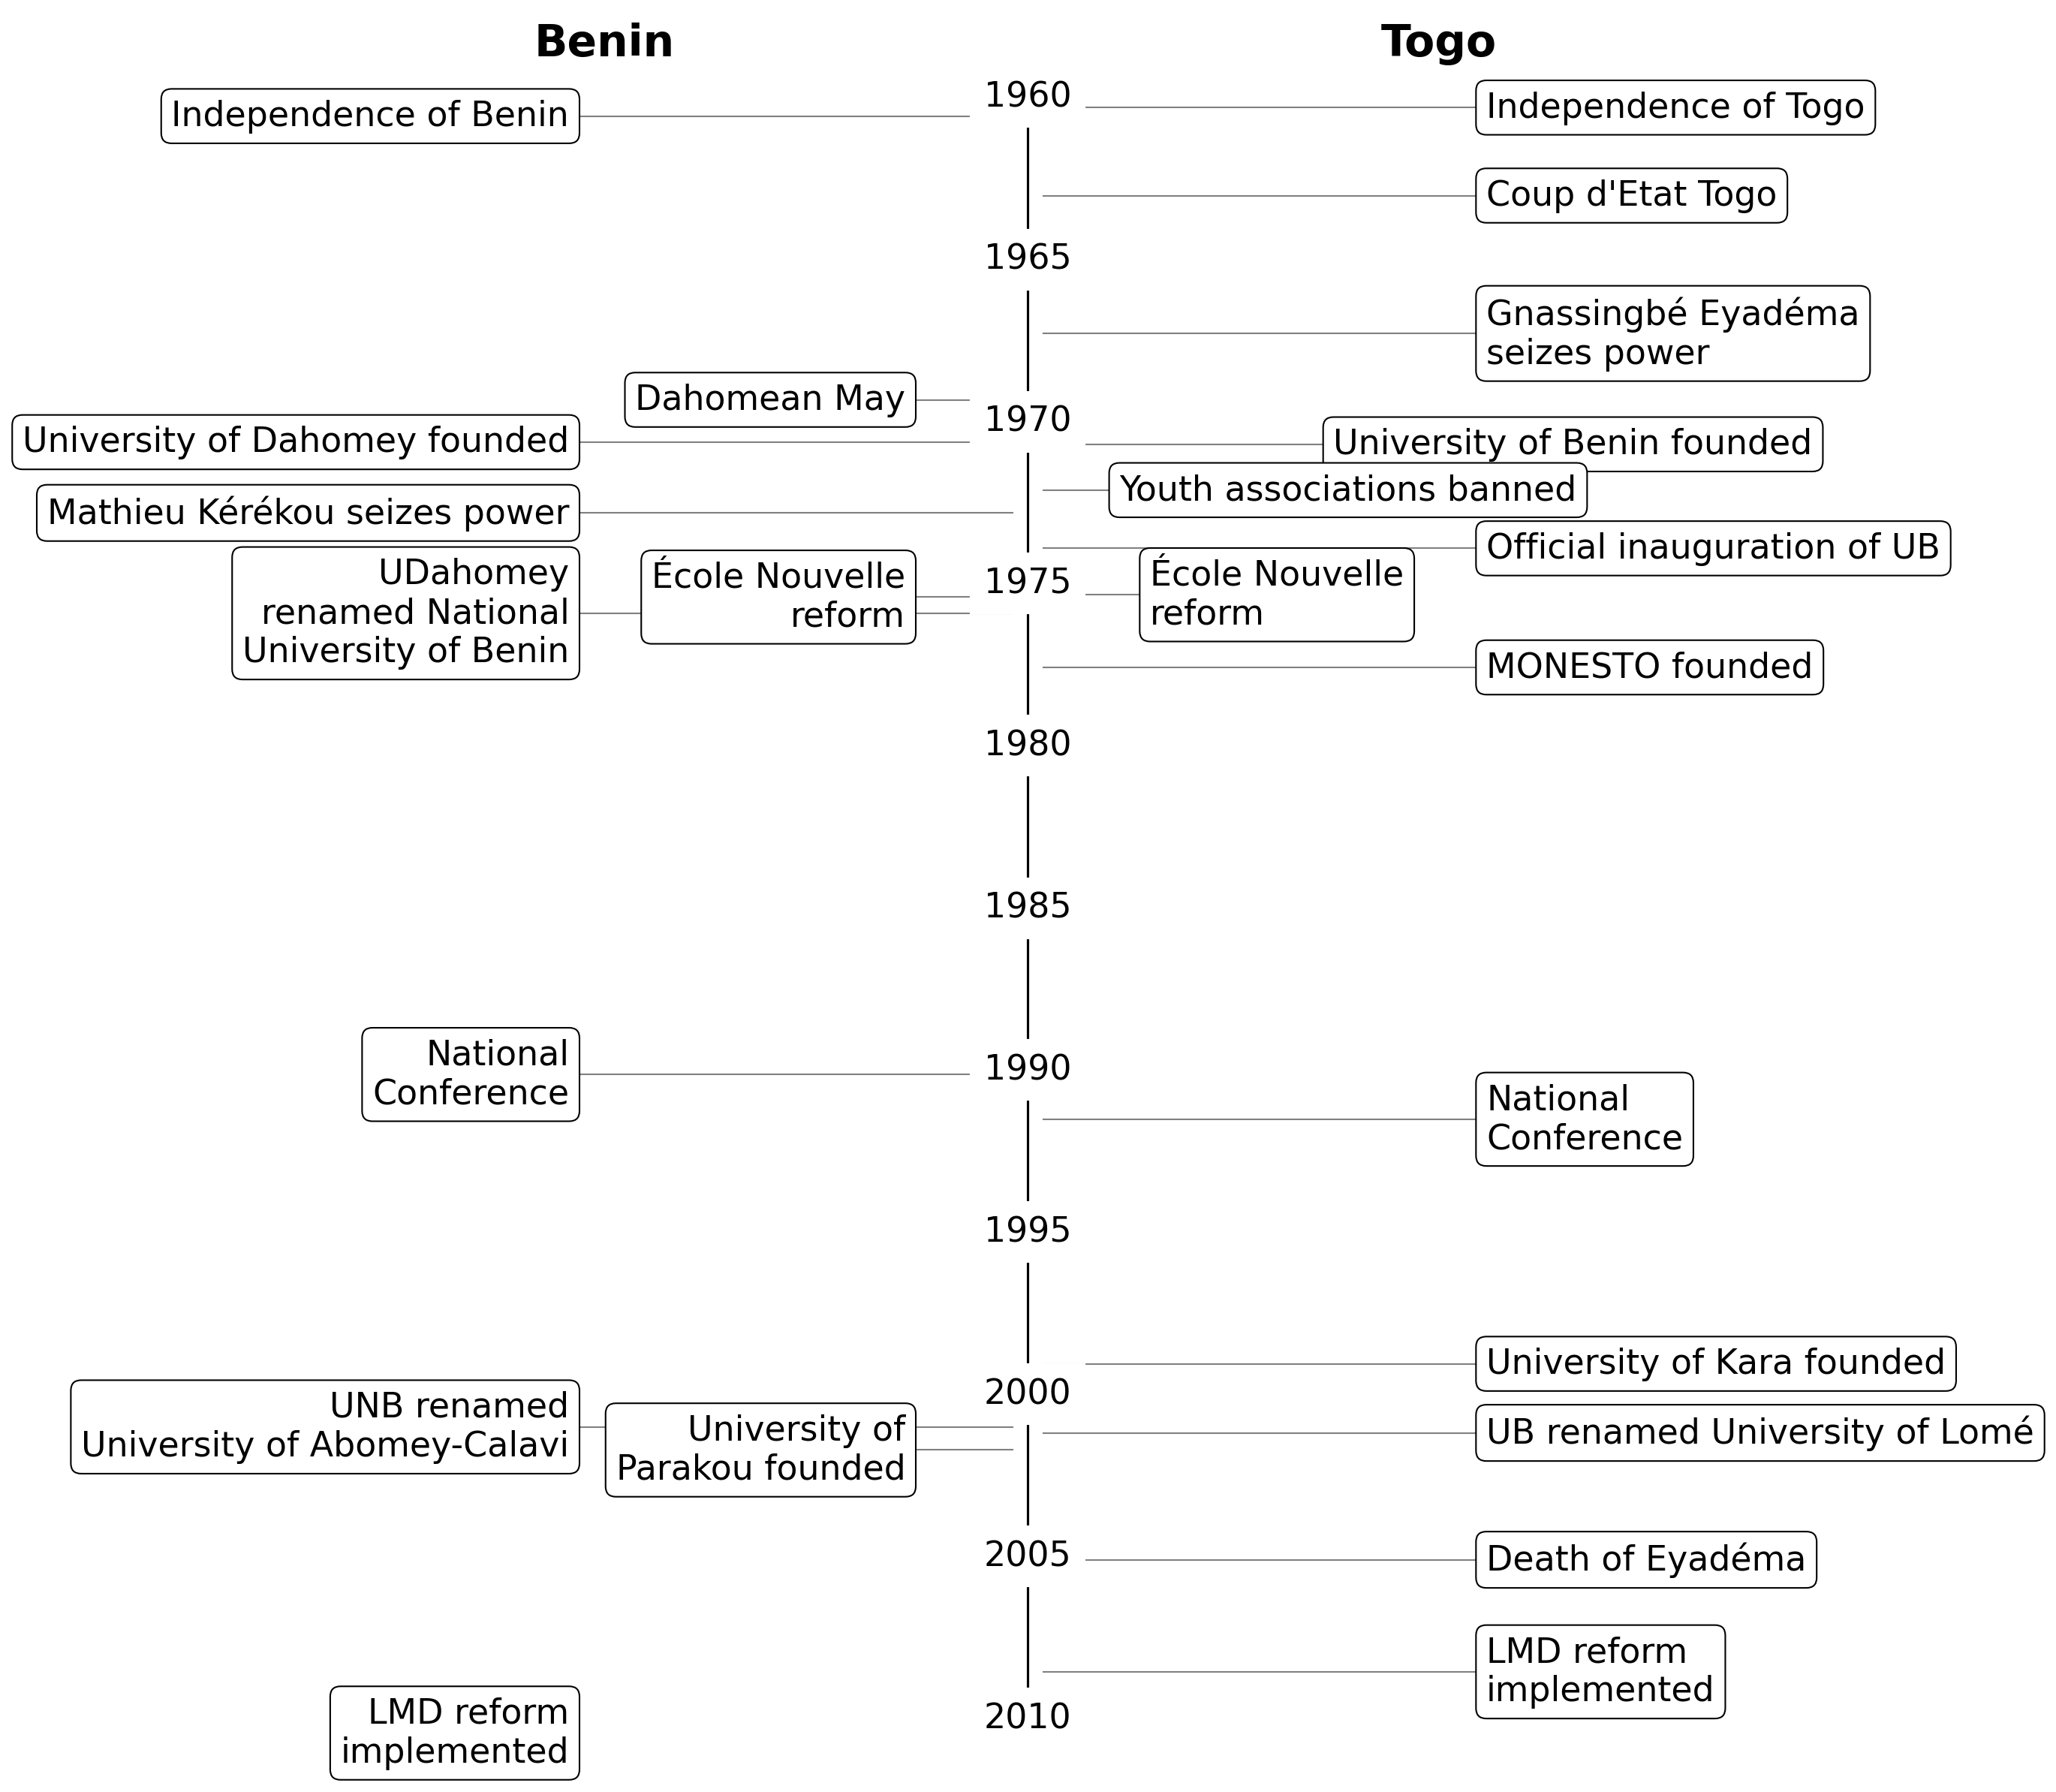 Benin
Togo
1960
Independence of Togo
Independence of Benin
Coup d'Etat Togo
1965
Gnassingbé Eyadéma
seizes power
Dahomean May
1970
University of Dahomey founded
University of Benin founded
Youth associations banned
Mathieu Kérékou seizes power
Official inauguration of UB
UDahomey
renamed National
University of Benin
École Nouvelle
reform
1975
École Nouvelle
reform
MONESTO founded
1980
1985
National
Conference
1990
National
Conference
1995
University of Kara founded
2000
UNB renamed
University of Abomey-Calavi
University of
Parakou founded
UB renamed University of Lomé
2005
Death of Eyadéma
LMD reform
implemented
2010
LMD reform
implemented